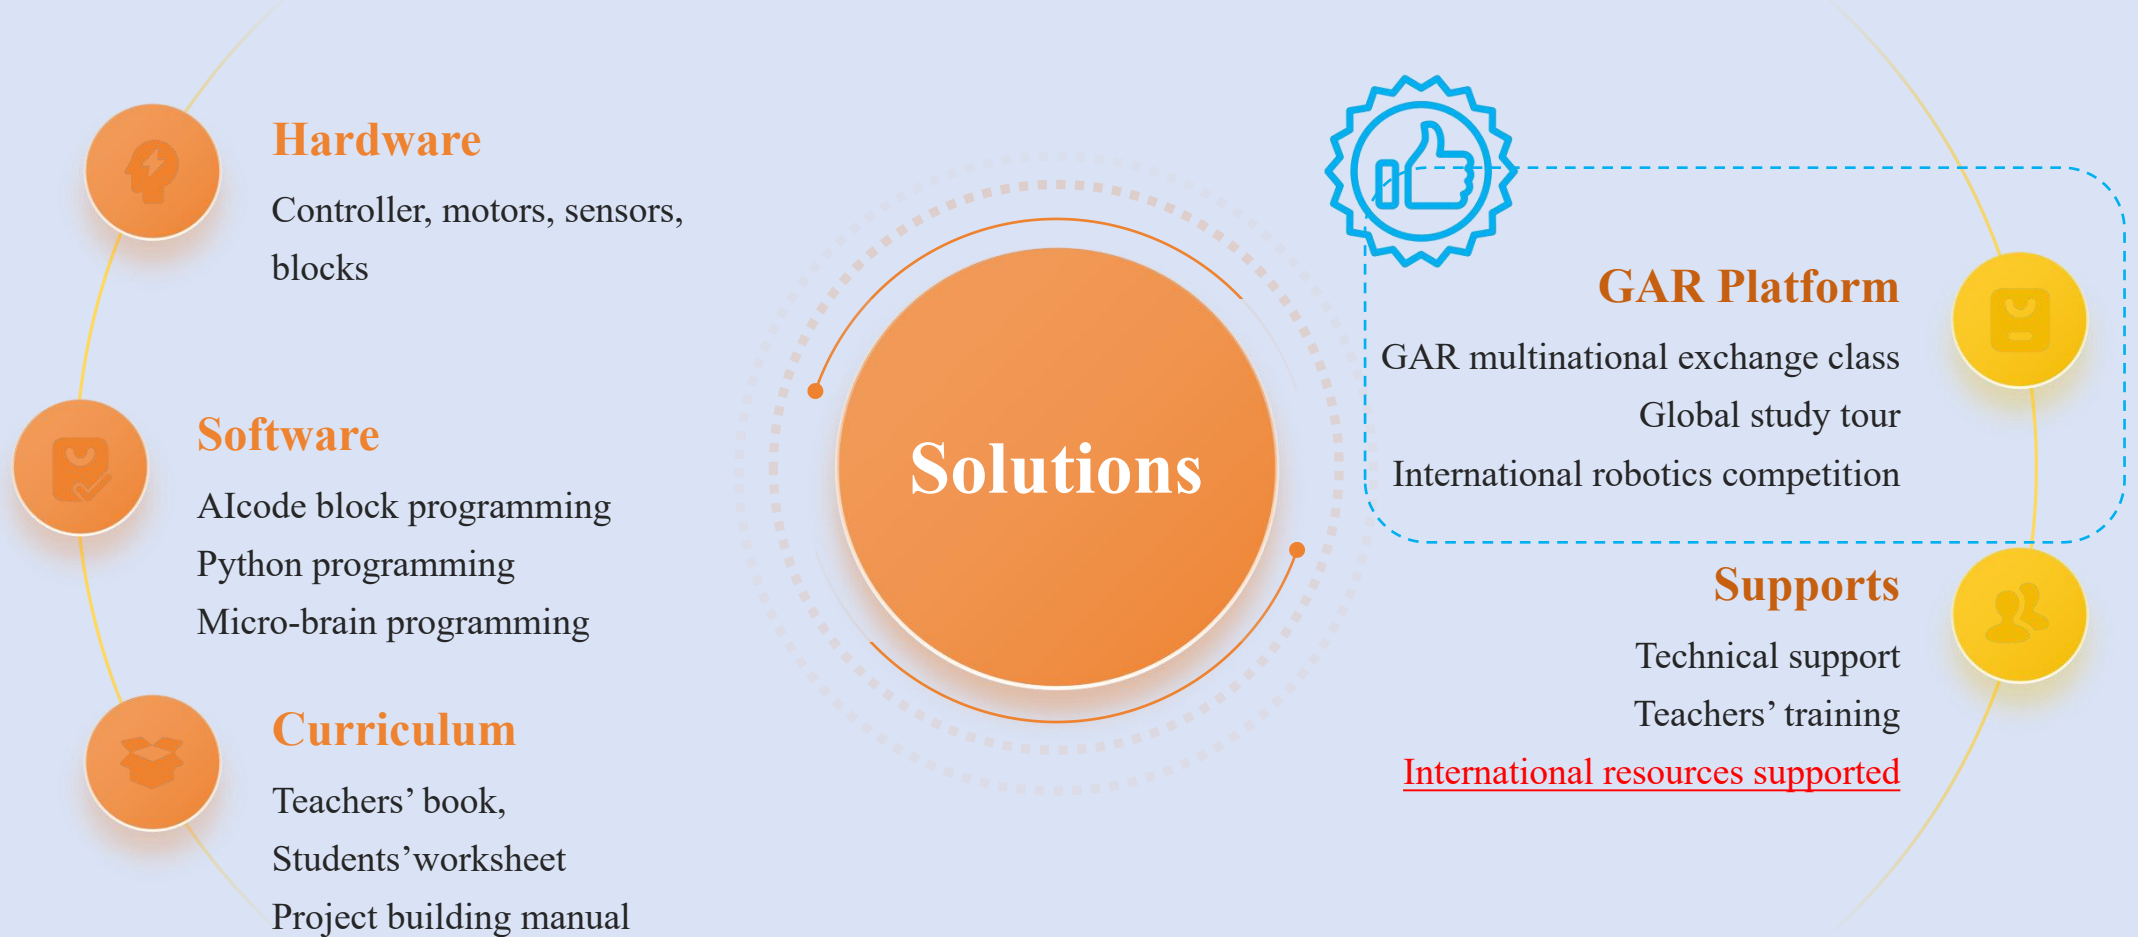 Hardware
Controller, motors, sensors,
blocks
Software
AIcode block programming
Python programming
Micro-brain programming
Curriculum
Teachers’ book,
Students’worksheet
Project building manual
Solutions
GAR Platform
GAR multinational exchange class
Global study tour
International robotics competition
Supports
Technical support
Teachers’ training
International resources supported